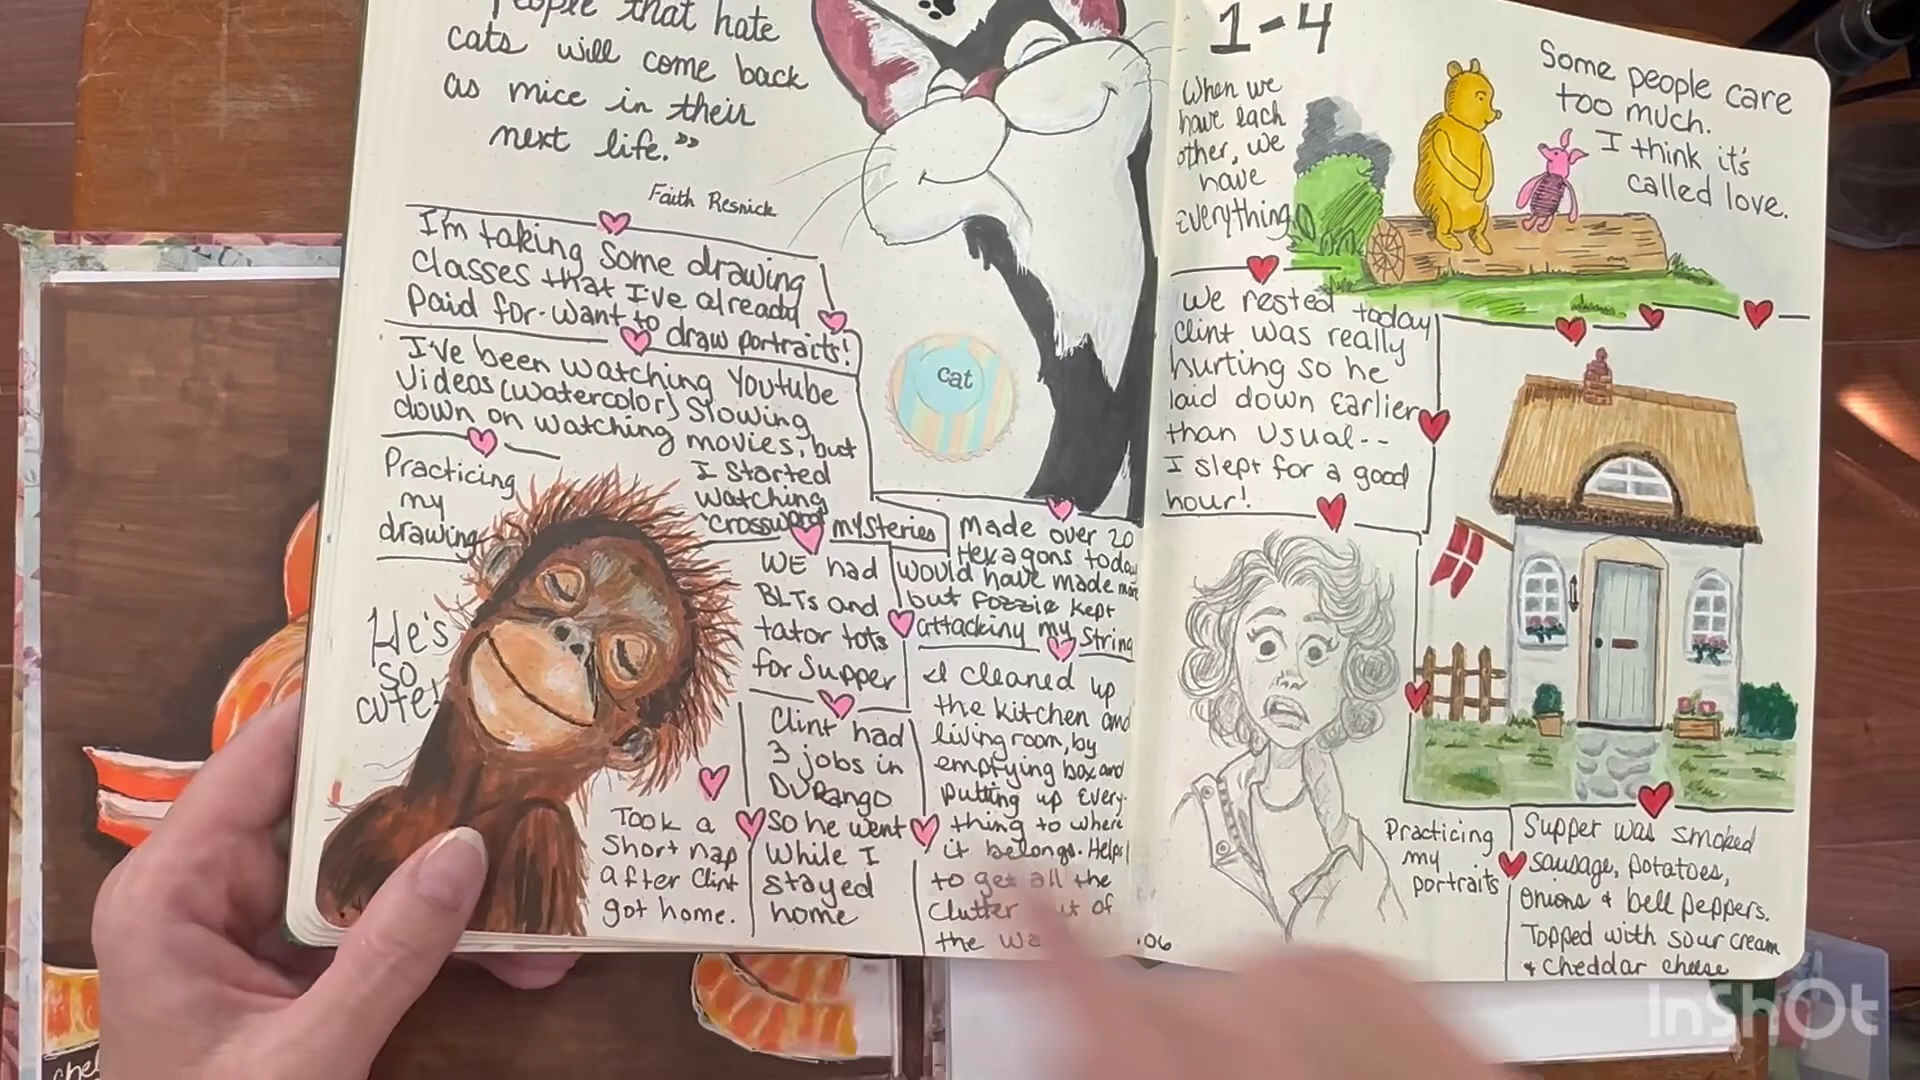 People that hate
cats will come back
as mice in their
next life.”
Faith Resnick
I'm taking some drawing
classes that I've already
paid for-want to
draw portraits!
I've been watching Youtube
Videos (watercolor) Slowing
down on watching movies, but
I started
watching
"crossword mysteries
Practicing
my
drawing
He's
so
cute!
Took a
Short nap
after Clint
got home.
WE had
BLTs and
tator tots
for Supper
Clint had
3 jobs in
DURango
So he went
While I
stayed
home
cat
Made over 20
Hexagons today
would have made more
but Fozzie kept
attacking my string
I cleaned up
the kitchen and
living room, by
emptying box and
putting up every-
thing to where
it belongs. Helps
to get all the
clutter out of
the
1-4
When we
have each
other, we
have
Everything
Some people care
too much.
I think it's
called love.
We rested today
Clint was really
hurting so he
laid down Earlier
than usual--
I slept for a good
hour!
Practicing
my
portraits
Supper was smoked
sausage, potatoes,
onions & bell peppers.
Topped with sour cream
& Cheddar cheese
InShOt